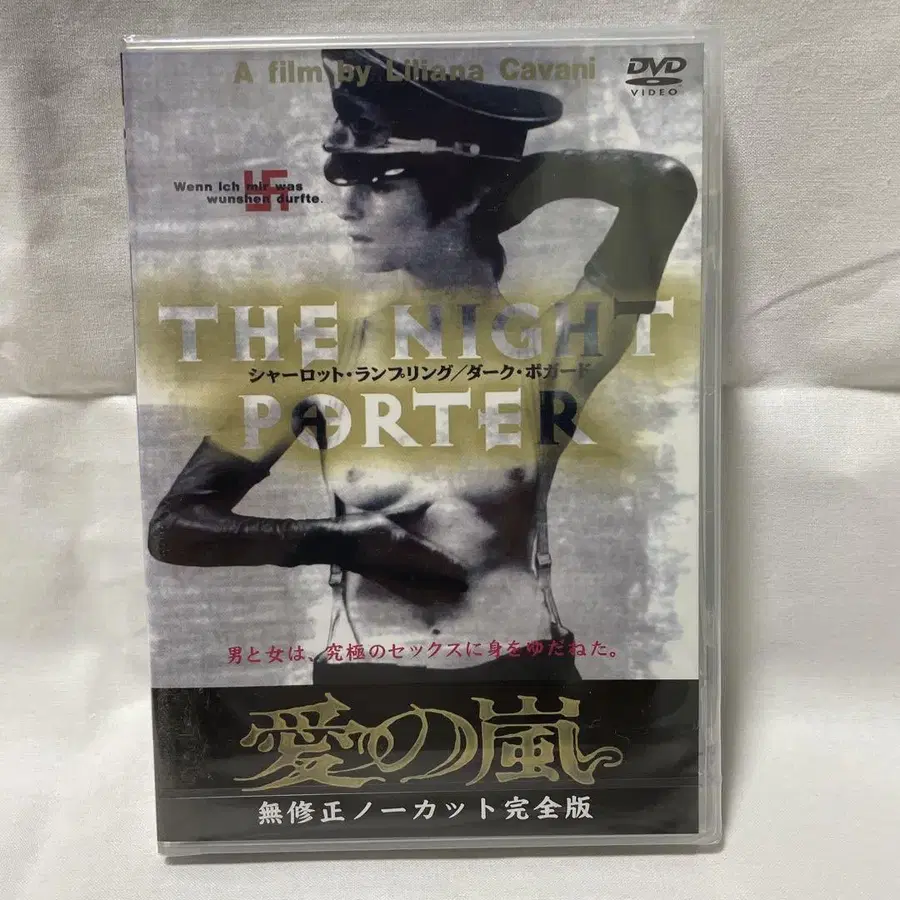 A film by Liliana Cavani
DVD
VIDEO
Wenn Ich mir was
wunshen durfte.
THE NIGHT
シャーロット・ランプリング／ダーク・ボガード
PORTER
男と女は、究極のセックスに身をゆだねた。
愛の嵐
無修正ノーカット完全版